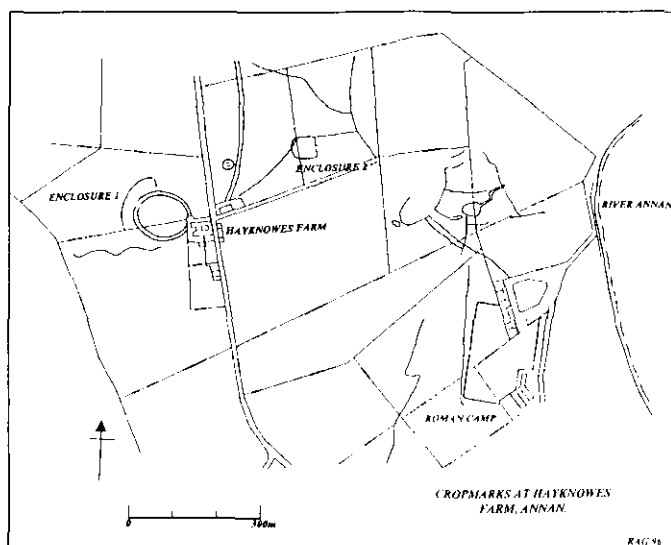 ENCLOSURE 2
ENCLOSURE 1
RIVER ANNAN
HAYKNOWES FARM
ROMAN CAMP
CROPMARKS AT HAYKNOWES
FARM, ANNAN.
0 300m
RAG 96